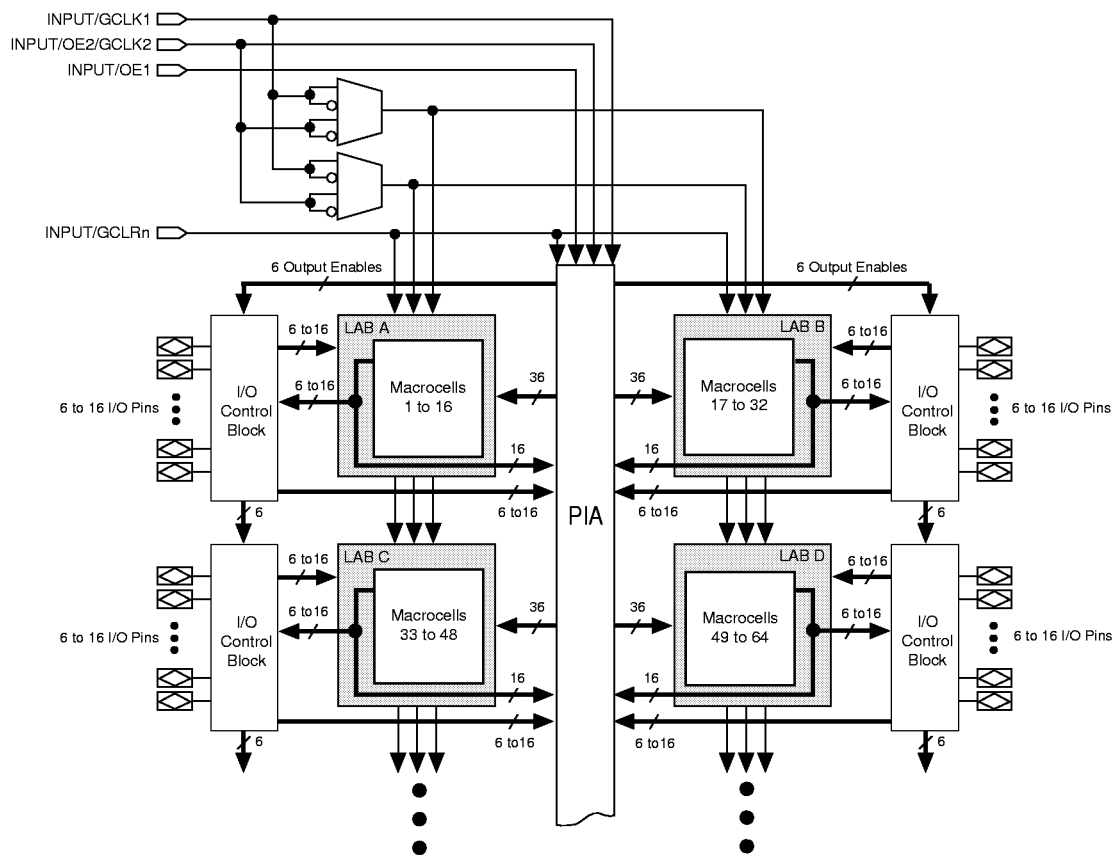 INPUT/GCLK1
INPUT/OE2/GCLK2
INPUT/OE1
INPUT/GCLRn
6 Output Enables
6 Output Enables
6 to16
LAB A
LAB B
6 to16
6 to16
Macrocells
1 to 16
36
36
Macrocells
17 to 32
6 to16
I/O
Control
Block
I/O
Control
Block
6 to 16 I/O Pins
6 to 16 I/O Pins
16
16
6 to16
6 to16
6
6
PIA
6 to16
LAB C
LAB D
6 to16
6 to16
Macrocells
33 to 48
36
36
Macrocells
49 to 64
6 to16
I/O
Control
Block
I/O
Control
Block
6 to 16 I/O Pins
6 to 16 I/O Pins
16
16
6 to16
6 to16
6
6